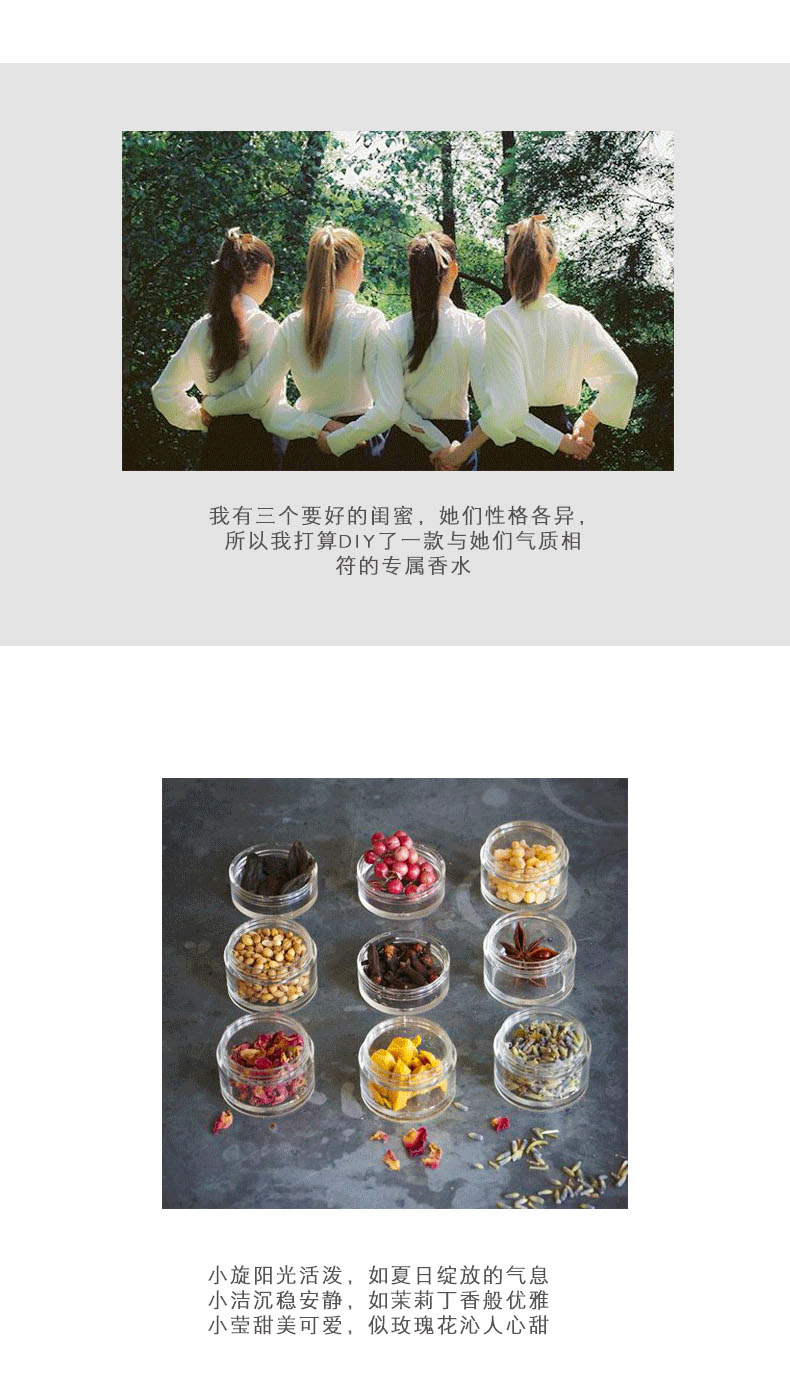 我有三个要好的闺蜜，她们性格各异，
所以我打算DIY了一款与她们气质相
符的专属香水
小旋阳光活泼，如夏日绽放的气息
小洁沉稳安静，如茉莉丁香般优雅
小莹甜美可爱，似玫瑰花沁人心甜